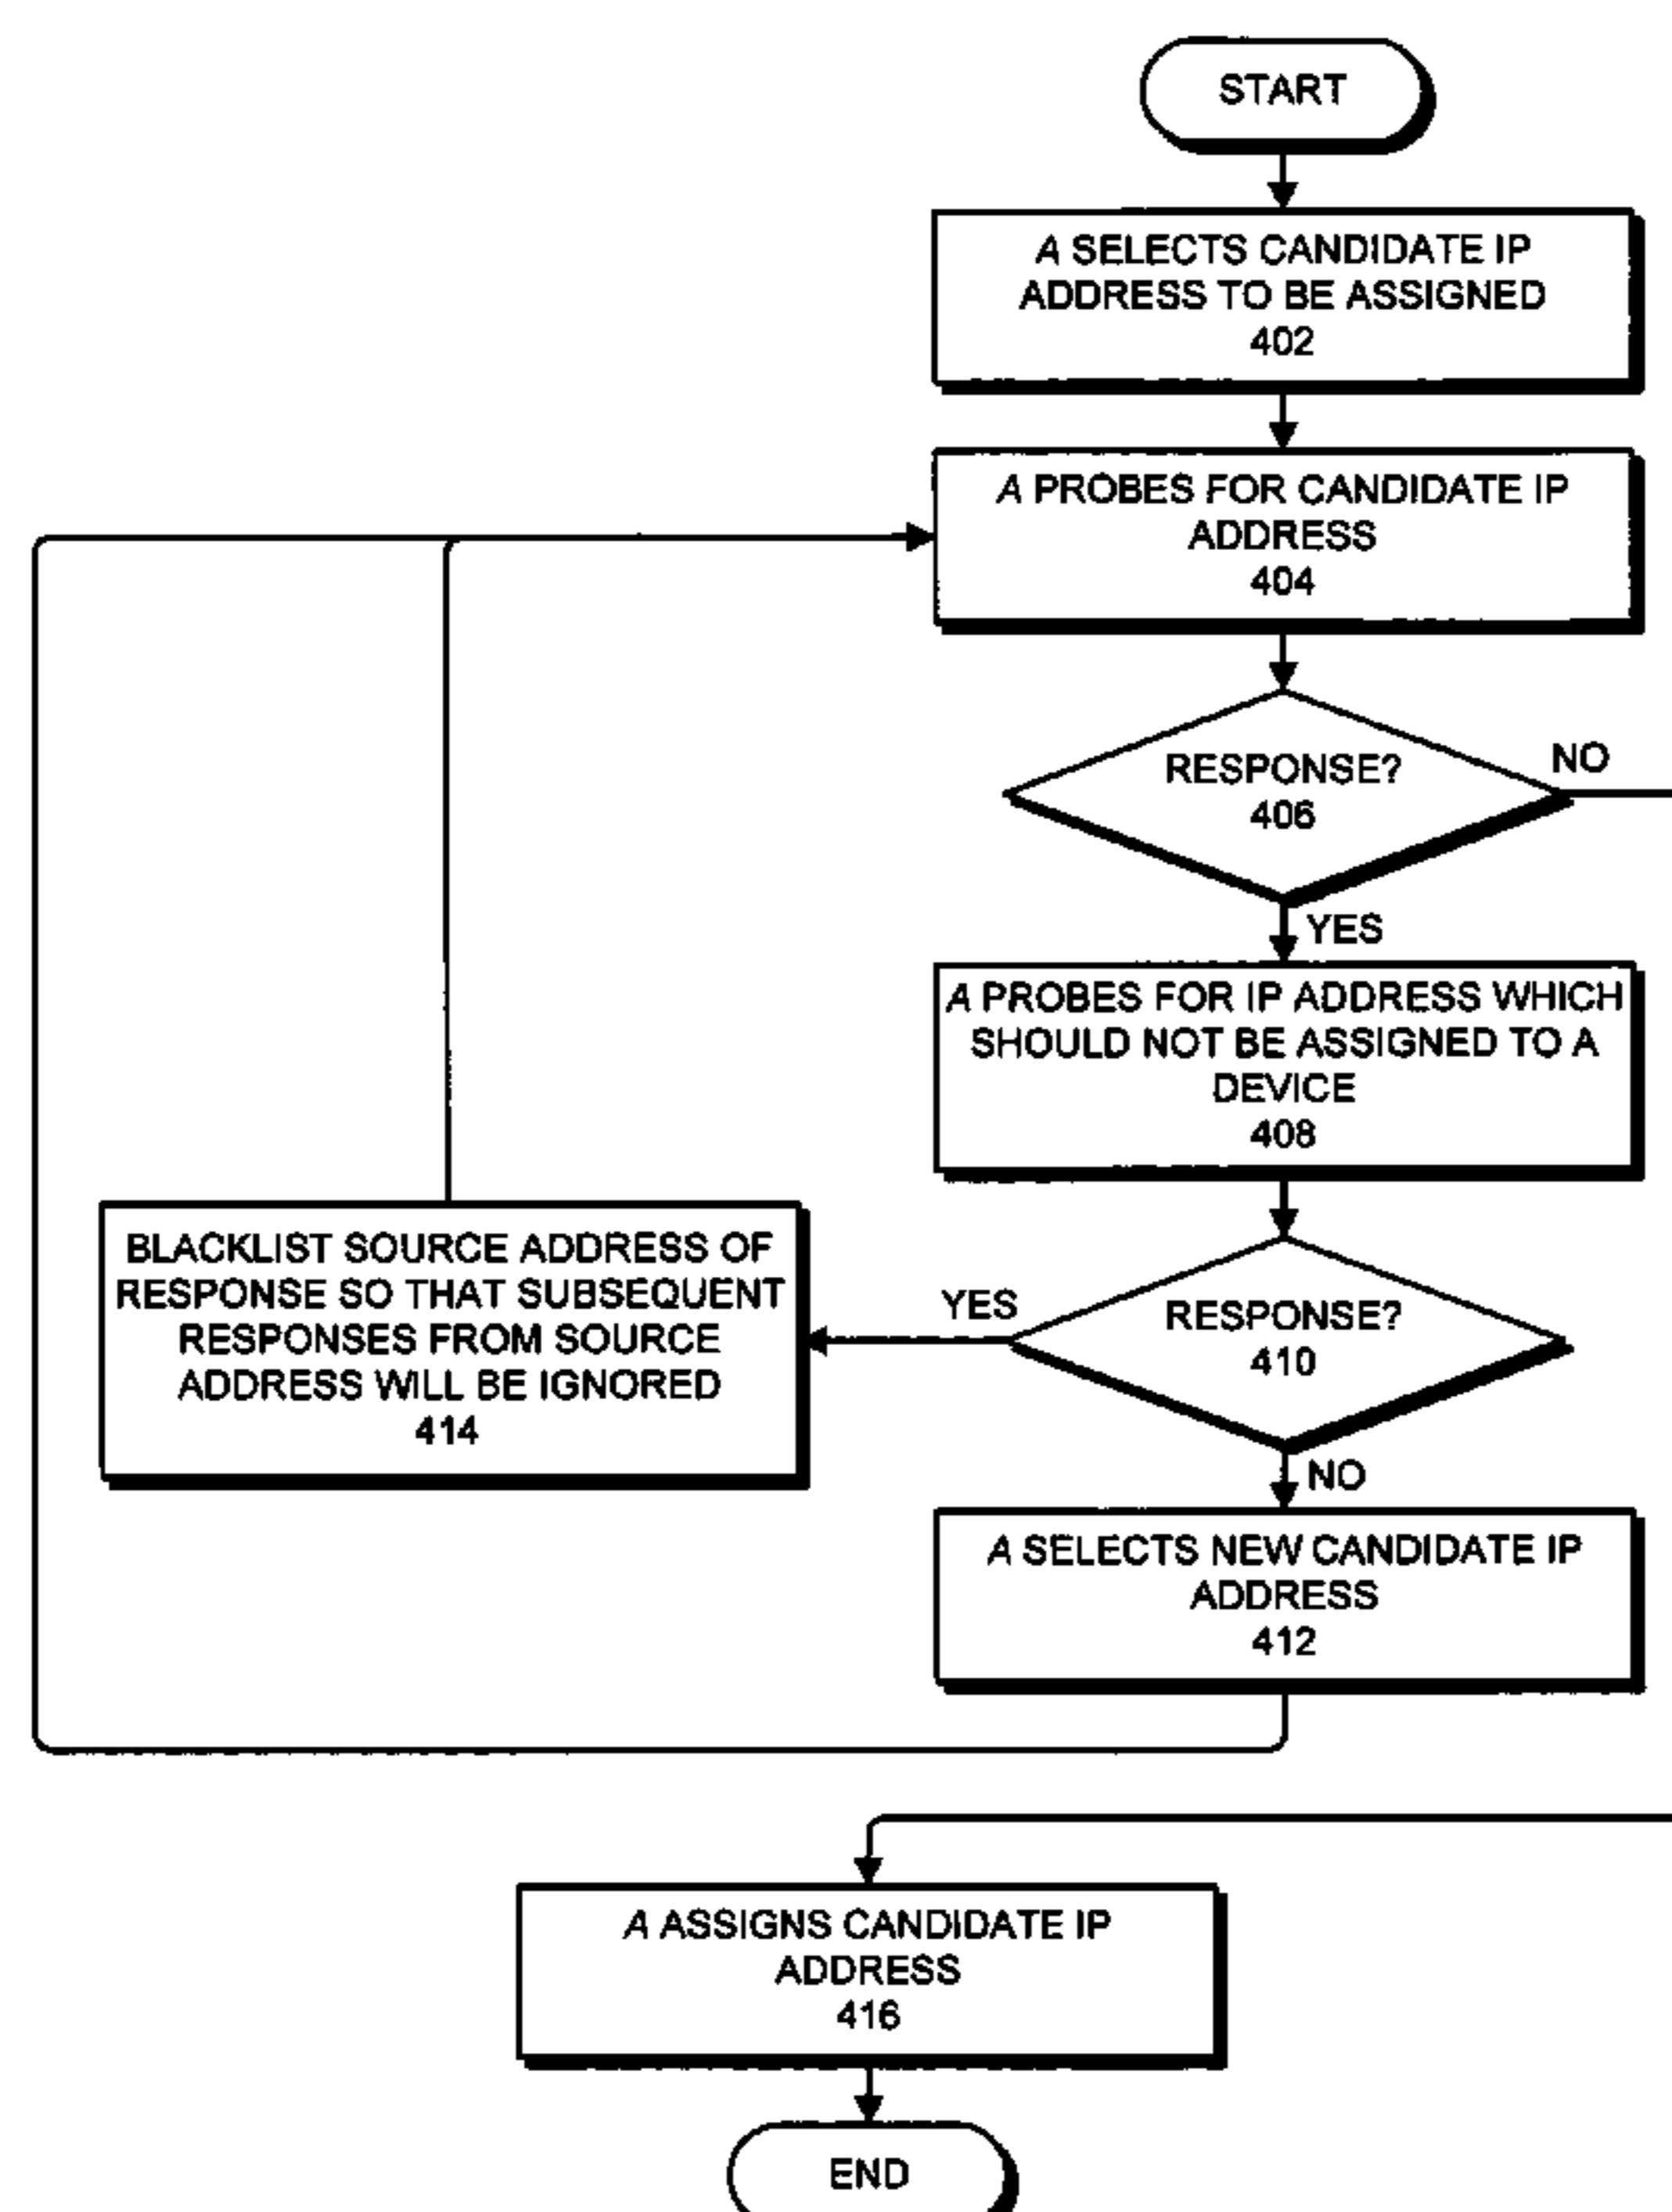 START
A SELECTS CANDIDATE IP
ADDRESS TO BE ASSIGNED
402
A PROBES FOR CANDIDATE IP
ADDRESS
404
RESPONSE?
406
NO
YES
A PROBES FOR IP ADDRESS WHICH
SHOULD NOT BE ASSIGNED TO A
DEVICE
408
RESPONSE?
410
YES
BLACKLIST SOURCE ADDRESS OF
RESPONSE SO THAT SUBSEQUENT
RESPONSES FROM SOURCE
ADDRESS WILL BE IGNORED
414
NO
A SELECTS NEW CANDIDATE IP
ADDRESS
412
A ASSIGNS CANDIDATE IP
ADDRESS
416
END